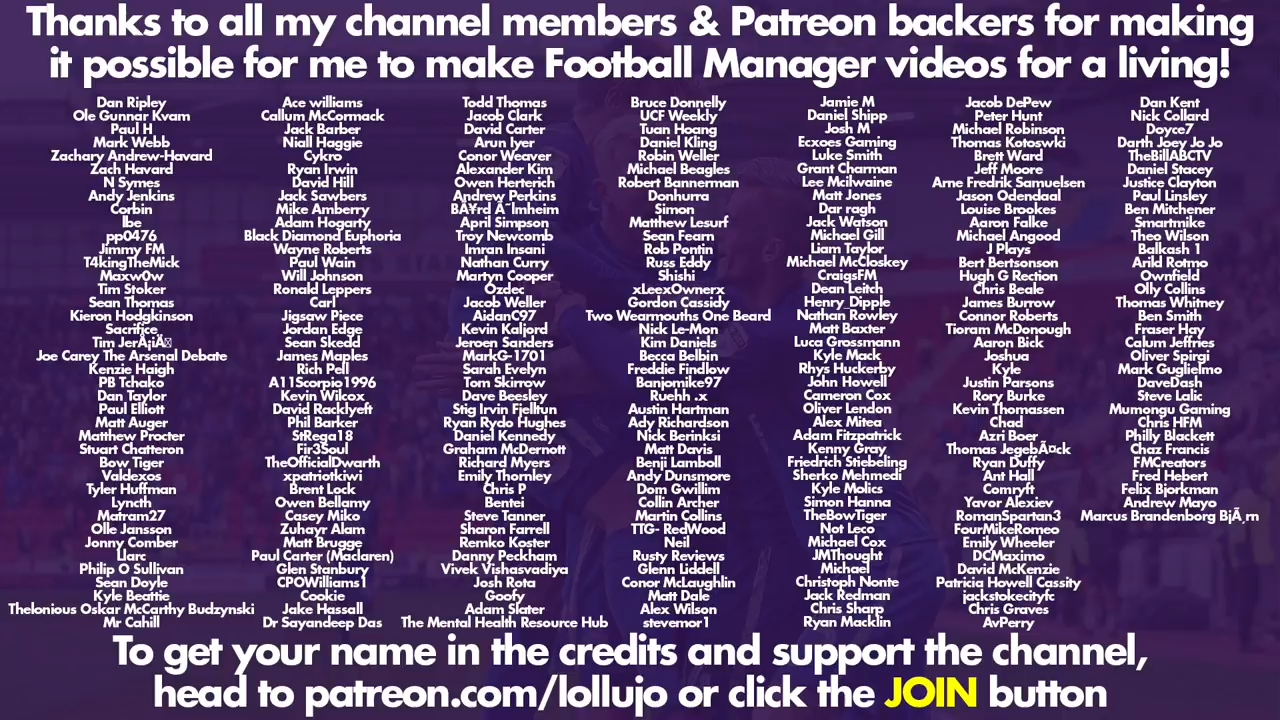 Thanks to all my channel members & Patreon backers for making
it possible for me to make Football Manager videos for a living!
Dan Ripley
Ole Gunnar Kvam
Paul H
Mark Webb
Zachary Andrew-Havard
Zach Havard
N Symes
Andy Jenkins
Corbin
Ibe
pp0476
Jimmy FM
T4kingTheMick
Maxw0w
Tim Stoker
Sean Thomas
Kieron Hodgkinson
Sacrifice
Tim
Joe Carey The Arsenal Debate
Kenzie Haigh
PB Tchako
Dan Taylor
Paul Elliott
Matt Auger
Matthew Procter
Stuart Chatteron
Bow Tiger
Valdexos
Tyler Huffman
Lyncth
Matram27
Olle Jansson
Jonny Comber
Llarc
Philip O Sullivan
Sean Doyle
Kyle Beattie
Thelonious Oskar McCarthy Budzynski
Mr Cahill
Ace williams
Callum McCormack
Jack Barber
Niall Haggie
Cykro
Ryan Irwin
David Hill
Jack Sawbers
Mike Amberry
Adam Hogarty
Black Diamond Euphoria
Wayne Roberts
Paul Wain
Will Johnson
Ronald Leppers
Carl
Jigsaw Piece
Jordan Edge
Sean Skedd
James Maples
Rich Pell
A11Scorpio1996
Kevin Wilcox
David Racklyeft
Phil Barker
StRega18
Fir3Soul
TheOfficialDwarth
xpatriotkiwi
Brent Lock
Owen Bellamy
Casey Miko
Zuhayr Alam
Matt Brugge
Paul Carter (Maclaren)
Glen Stanbury
CPOWilliams1
Cookie
Jake Hassall
Dr Sayandeep Das
Todd Thomas
Jacob Clark
David Carter
Arun Iyer
Conor Weaver
Alexander Kim
Owen Herterich
Andrew Perkins
BÃ¥rd Ã˜lmheim
April Simpson
Troy Newcomb
Imran Insani
Nathan Curry
Martyn Cooper
Ozdec
Jacob Weller
AidanC97
Kevin Kaljord
Jeroen Sanders
MarkG-1701
Sarah Evelyn
Tom Skirrow
Dave Beesley
Stig Irvin Fjelltun
Ryan Rydo Hughes
Daniel Kennedy
Graham McDernott
Richard Myers
Emily Thornley
Chris P
Bentei
Steve Tanner
Sharon Farrell
Remko Koster
Danny Peckham
Vivek Vishasvadiya
Josh Rota
Goofy
Adam Slater
The Mental Health Resource Hub
Bruce Donnelly
UCF Weekly
Tuan Hoang
Daniel Kling
Robin Weller
Michael Beagles
Robert Bannerman
Donhurra
Simon
Matthew Lesurf
Sean Fearn
Rob Pontin
Russ Eddy
Shishi
xLeexOwnerx
Gordon Cassidy
Two Wearmouths One Beard
Nick Le-Mon
Kim Daniels
Becca Belbin
Freddie Findlow
Banjomike97
Ruehh .x
Austin Hartman
Ady Richardson
Nick Berinksi
Matt Davis
Benji Lamboll
Andy Dunsmore
Dom Gwillim
Collin Archer
Martin Collins
TTG- RedWood
Neil
Rusty Reviews
Glenn Liddell
Conor McLaughlin
Matt Dale
Alex Wilson
stevemor1
Jamie M
Daniel Shipp
Josh M
Ecxoes Gaming
Luke Smith
Grant Charman
Lee Mcilwaine
Matt Jones
Dar ragh
Jack Watson
Michael Gill
Liam Taylor
Michael McCloskey
CraigsFM
Dean Leitch
Henry Dipple
Nathan Rowley
Matt Baxter
Luca Grossmann
Kyle Mack
Rhys Huckerby
John Howell
Cameron Cox
Oliver Lendon
Alex Mitea
Adam Fitzpatrick
Kenny Gray
Friedrich Stiebeling
Sherko Mehmedi
Kyle Molics
Simon Hanna
TheBowTiger
Not Leco
Michael Cox
JMThought
Michael
Christoph Nonte
Jack Redman
Chris Sharp
Ryan Macklin
Jacob DePew
Peter Hunt
Michael Robinson
Thomas Kotoswki
Brett Ward
Jeff Moore
Arne Fredrik Samuelsen
Jason Odendaal
Louise Brookes
Aaron Falke
Michael Angood
J Plays
Bert Bertsonson
Hugh G Rection
Chris Beale
James Burrow
Connor Roberts
Tioram McDonough
Aaron Bick
Joshua
Kyle
Justin Parsons
Rory Burke
Kevin Thomassen
Chad
Azri Boer
Thomas JegebÃ¤ck
Ryan Duffy
Ant Hall
Comryft
Yavor Alexiev
RomanSpartan3
FourMikeRomeo
Emily Wheeler
DCMaximo
David McKenzie
Patricia Howell Cassity
jackstokecityfc
Chris Graves
AvPerry
Dan Kent
Nick Collard
Doyce7
Darth Joey Jo Jo
TheBillABCTV
Daniel Stacey
Justice Clayton
Paul Linsley
Ben Mitchener
Smartmike
Theo Wilson
Balkash 1
Arild Rotmo
Ownfield
Olly Collins
Thomas Whitney
Ben Smith
Fraser Hay
Calum Jeffries
Oliver Spirgi
Mark Guglielmo
DaveDash
Steve Lalic
Mumongu Gaming
Chris HFM
Philly Blackett
Chaz Francis
FMCreators
Fred Hebert
Felix Bjorkman
Andrew Mayo
Marcus Brandenborg BjÃ¸rn
To get your name in the credits and support the channel,
head to patreon.com/lollujo or click the JOIN button